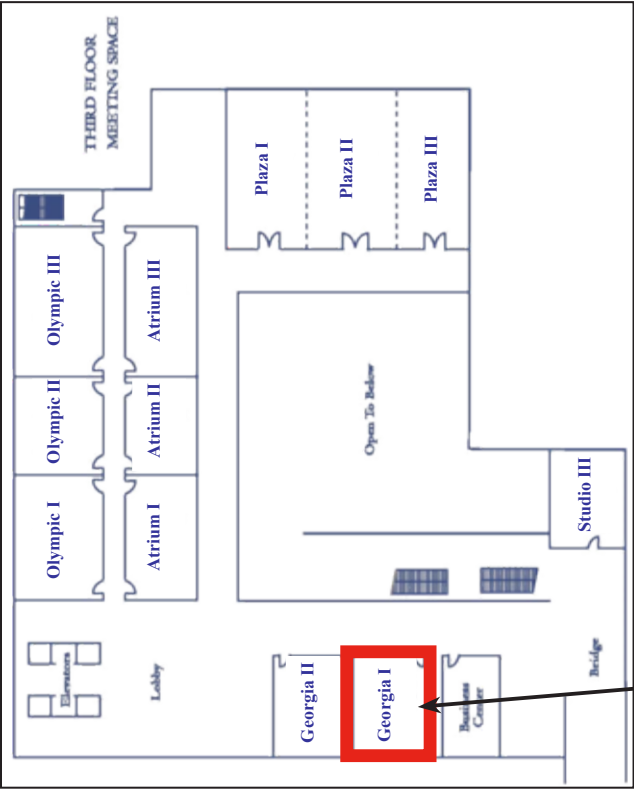 THIRD FLOOR
MEETING SPACE
Plaza I
Plaza II
Plaza III
Olympic III
Olympic II
Olympic I
Atrium III
Atrium II
Atrium I
Open To Below
Studio III
Elevators
Lobby
Georgia II
Georgia I
Business
Center
Bridge